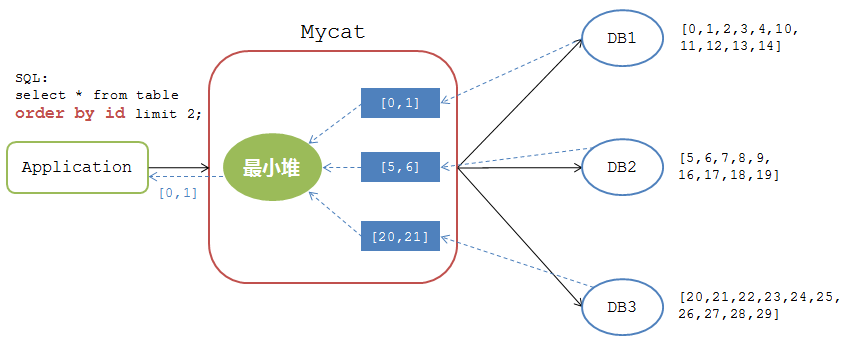 Mycat
SQL:
select * from table
order by id limit 2;
Application
[0,1]
最小堆
[0,1]
[5,6]
[20,21]
DB1
[0,1,2,3,4,10,
11,12,13,14]
DB2
[5,6,7,8,9,
16,17,18,19]
DB3
[20,21,22,23,24,25,
26,27,28,29]